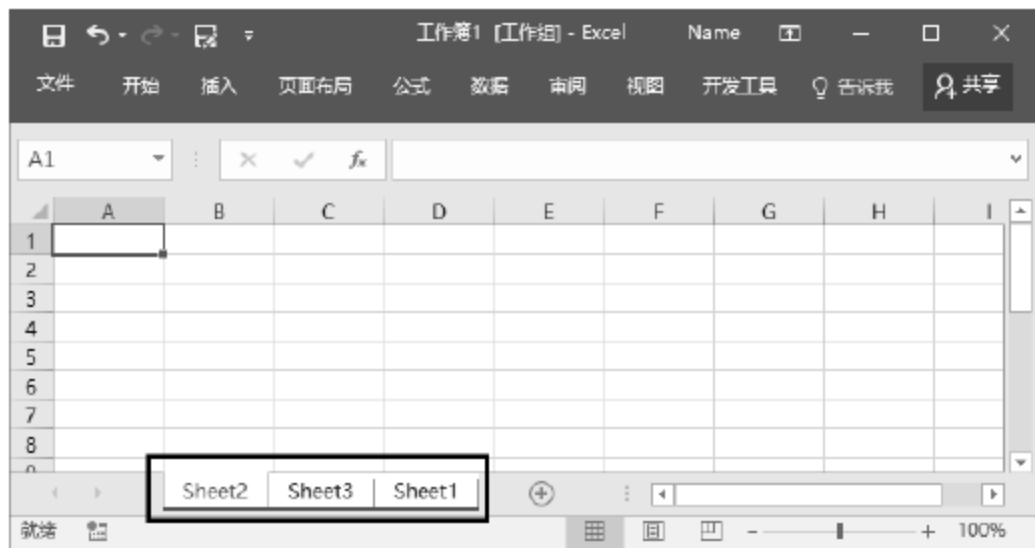 工作簿1 [工作组] - Excel Name
文件 开始 插入 页面布局 公式 数据 审阅 视图 开发工具 告诉我 共享
A1 fx
A B C D E F G H I
1
2
3
4
5
6
7
8
9
Sheet2 Sheet3 Sheet1
就绪 100%